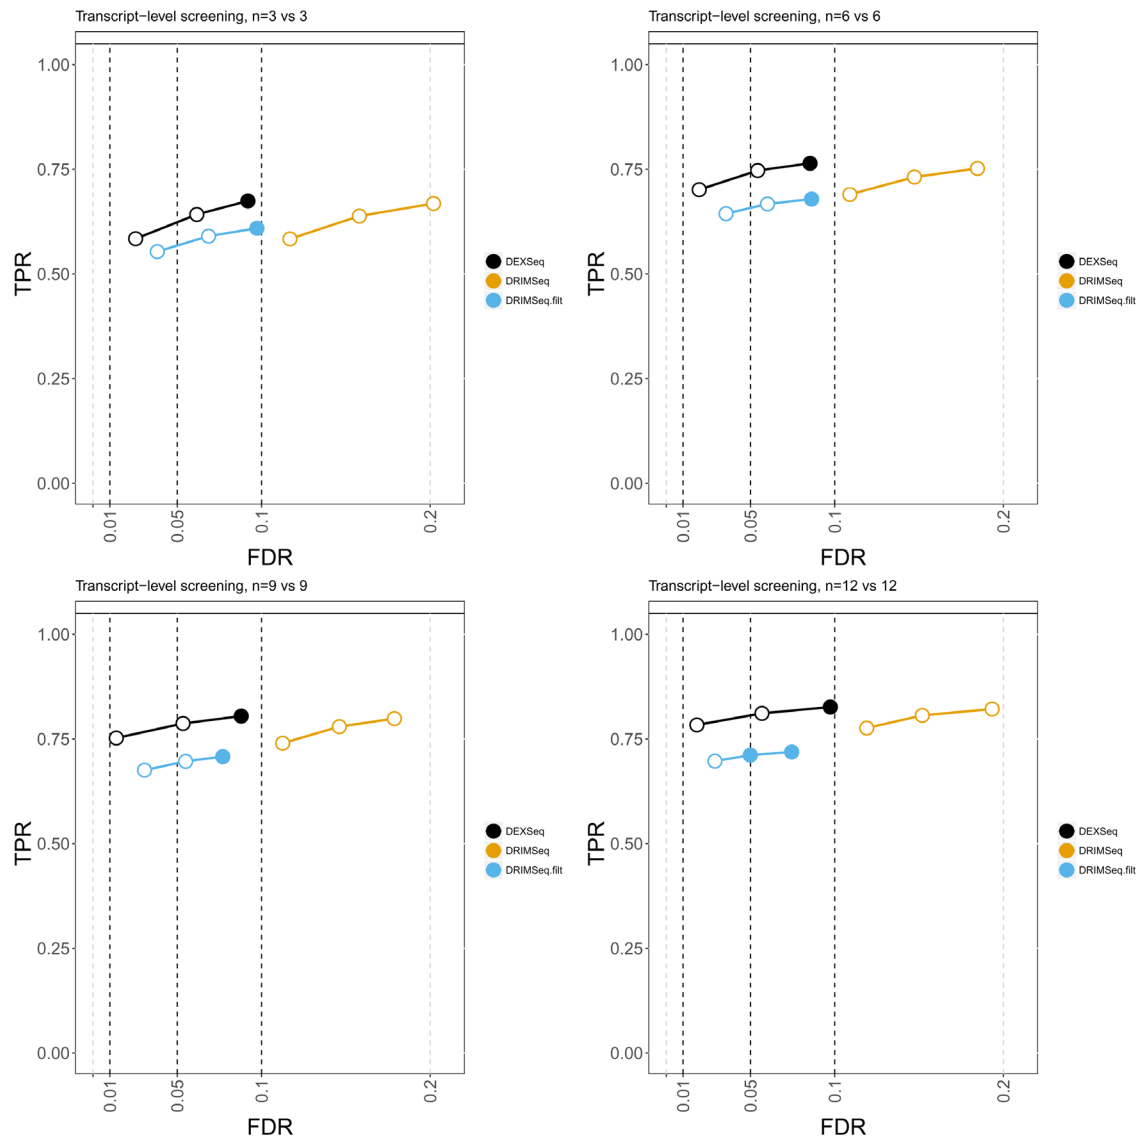 Transcript−level screening, n=3 vs 3
1.00
0.75
0.50
0.25
0.00
TPR
0.01
0.05
0.1
0.2
FDR
DEXSeq
DRIMSeq
DRIMSeq.filt
Transcript−level screening, n=6 vs 6
1.00
0.75
0.50
0.25
0.00
TPR
0.01
0.05
0.1
0.2
FDR
DEXSeq
DRIMSeq
DRIMSeq.filt
Transcript−level screening, n=9 vs 9
1.00
0.75
0.50
0.25
0.00
TPR
0.01
0.05
0.1
0.2
FDR
DEXSeq
DRIMSeq
DRIMSeq.filt
Transcript−level screening, n=12 vs 12
1.00
0.75
0.50
0.25
0.00
TPR
0.01
0.05
0.1
0.2
FDR
DEXSeq
DRIMSeq
DRIMSeq.filt